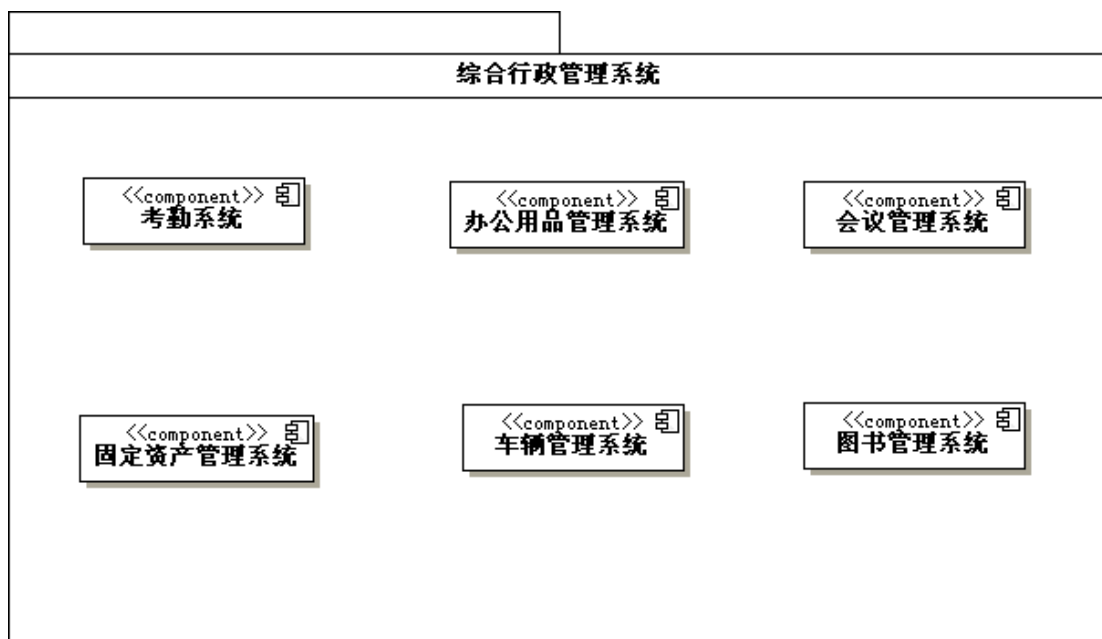 综合行政管理系统
<<component>>
考勤系统
<<component>>
办公用品管理系统
<<component>>
会议管理系统
<<component>>
固定资产管理系统
<<component>>
车辆管理系统
<<component>>
图书管理系统